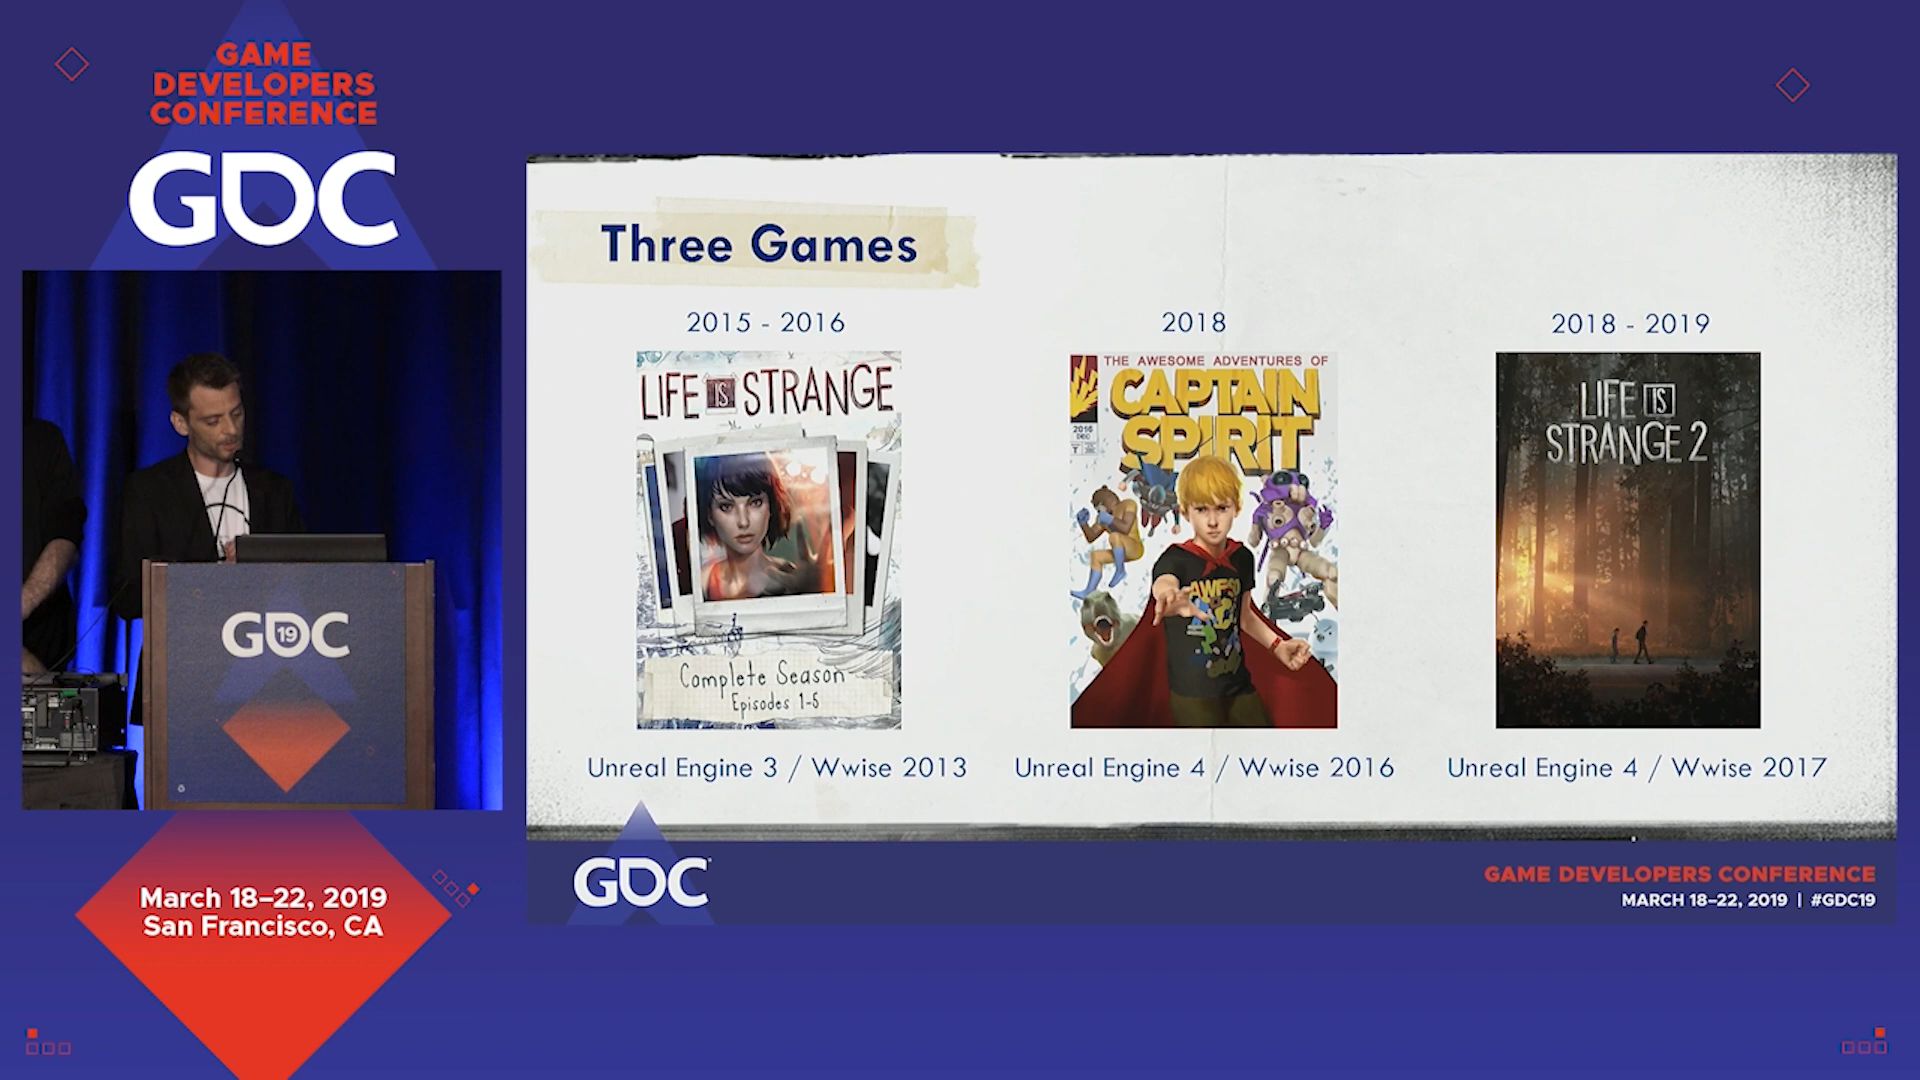 GAME
DEVELOPERS
CONFERENCE
GDC
GDC
19
March 18–22, 2019
San Francisco, CA
Three Games
2015 - 2016
LIFE IS STRANGE
Complete Season
Episodes 1-5
Unreal Engine 3 / Wwise 2013
2018
THE AWESOME ADVENTURES OF
CAPTAIN
SPIRIT
2016
DEC
T
AWESO
Unreal Engine 4 / Wwise 2016
2018 - 2019
LIFE IS
STRANGE 2
Unreal Engine 4 / Wwise 2017
GDC
GAME DEVELOPERS CONFERENCE
MARCH 18–22, 2019 | #GDC19